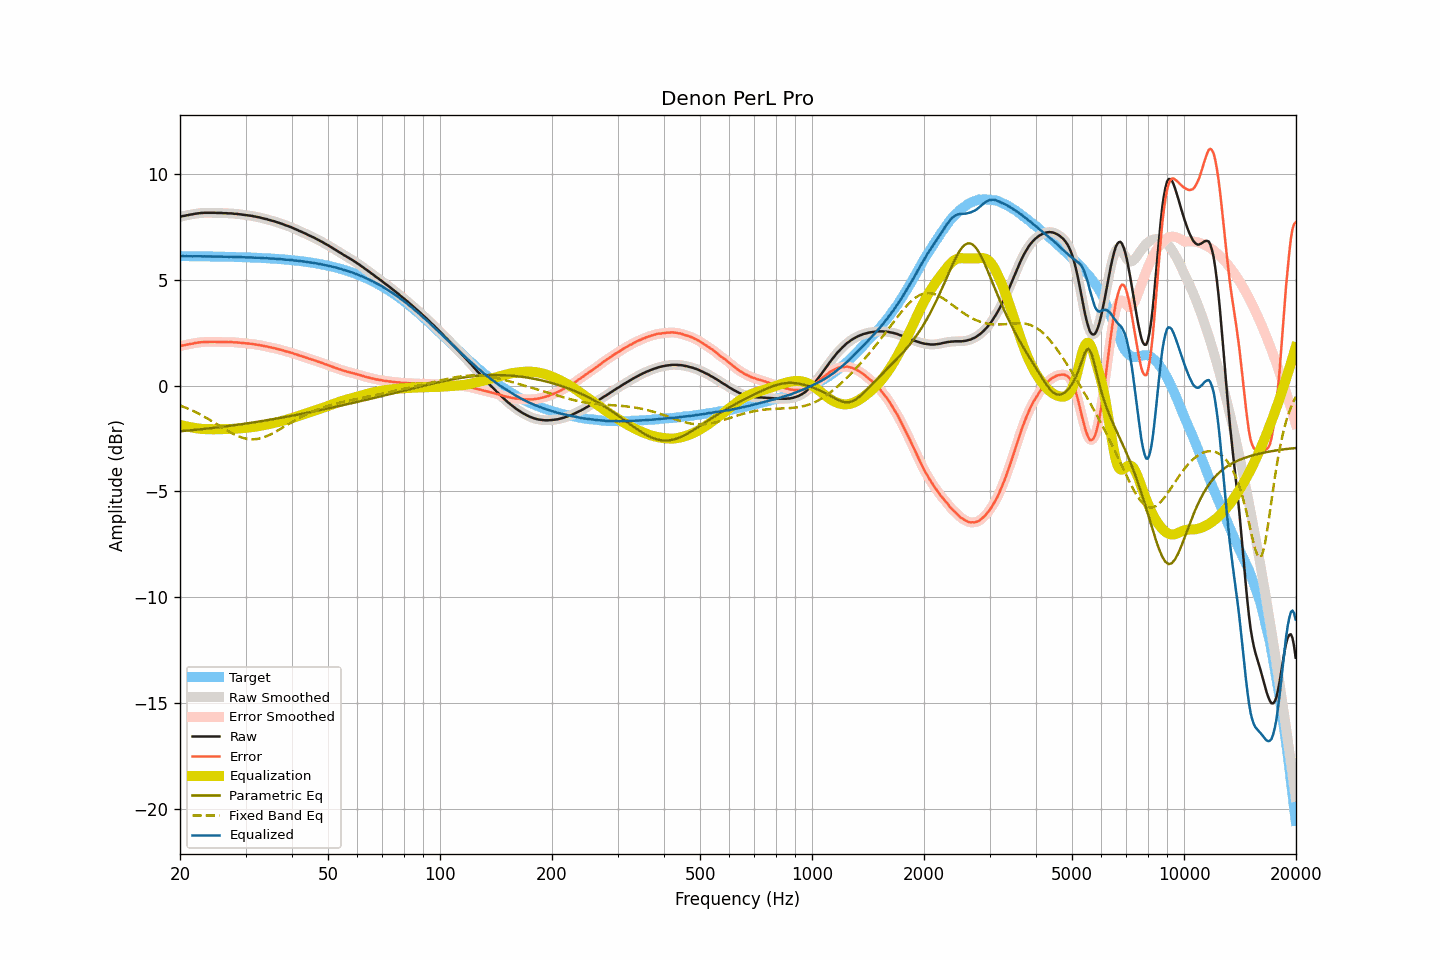 Denon PerL Pro
Amplitude (dBr)
10
5
0
−5
−10
−15
−20
Target
Raw Smoothed
Error Smoothed
Raw
Error
Equalization
Parametric Eq
Fixed Band Eq
Equalized
20 50 100 200 500 1000 2000 5000 10000 20000
Frequency (Hz)